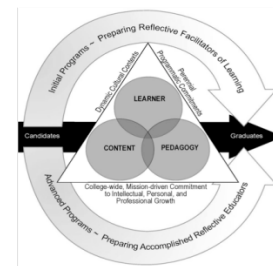 Initial Programs ~ Preparing Reflective Facilitators of Learning
Dynamic Cultural Contexts
Perennial
Programmatic Commitments
LEARNER
Candidates
CONTENT
PEDAGOGY
Graduates
College-wide, Mission-driven Commitment
to Intellectual, Personal, and
Professional Growth
Advanced Programs ~ Preparing Accomplished Reflective Educators